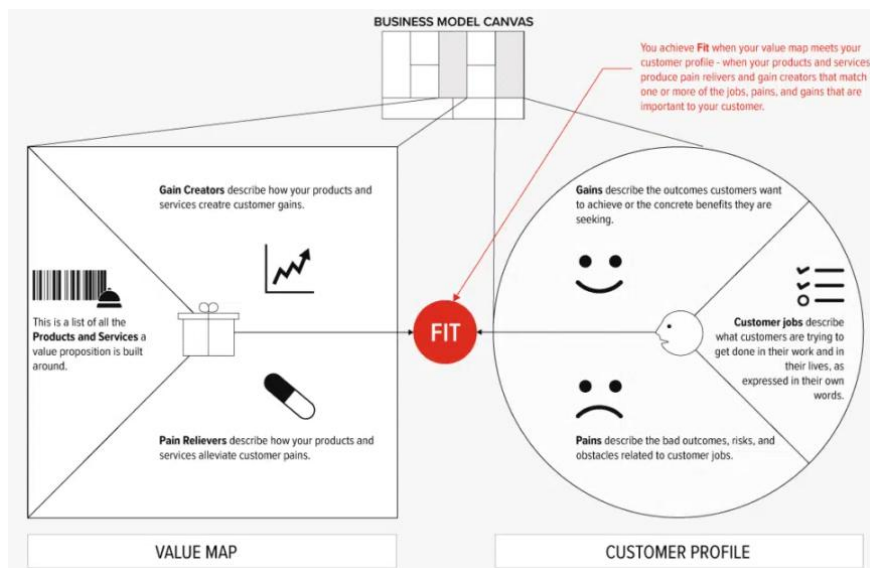 BUSINESS MODEL CANVAS
You achieve Fit when your value map meets your
customer profile - when your products and services
produce pain relivers and gain creators that match
one or more of the jobs, pains, and gains that are
important to your customer.
Gain Creators describe how your products and
services creatre customer gains.
This is a list of all the
Products and Services a
value proposition is built
around.
Pain Relievers describe how your products and
services alleviate customer pains.
FIT
Gains describe the outcomes customers want
to achieve or the concrete benefits they are
seeking.
Customer jobs describe
what customers are trying to
get done in their work and in
their lives, as
expressed in their own
words.
Pains describe the bad outcomes, risks, and
obstacles related to customer jobs.
VALUE MAP
CUSTOMER PROFILE